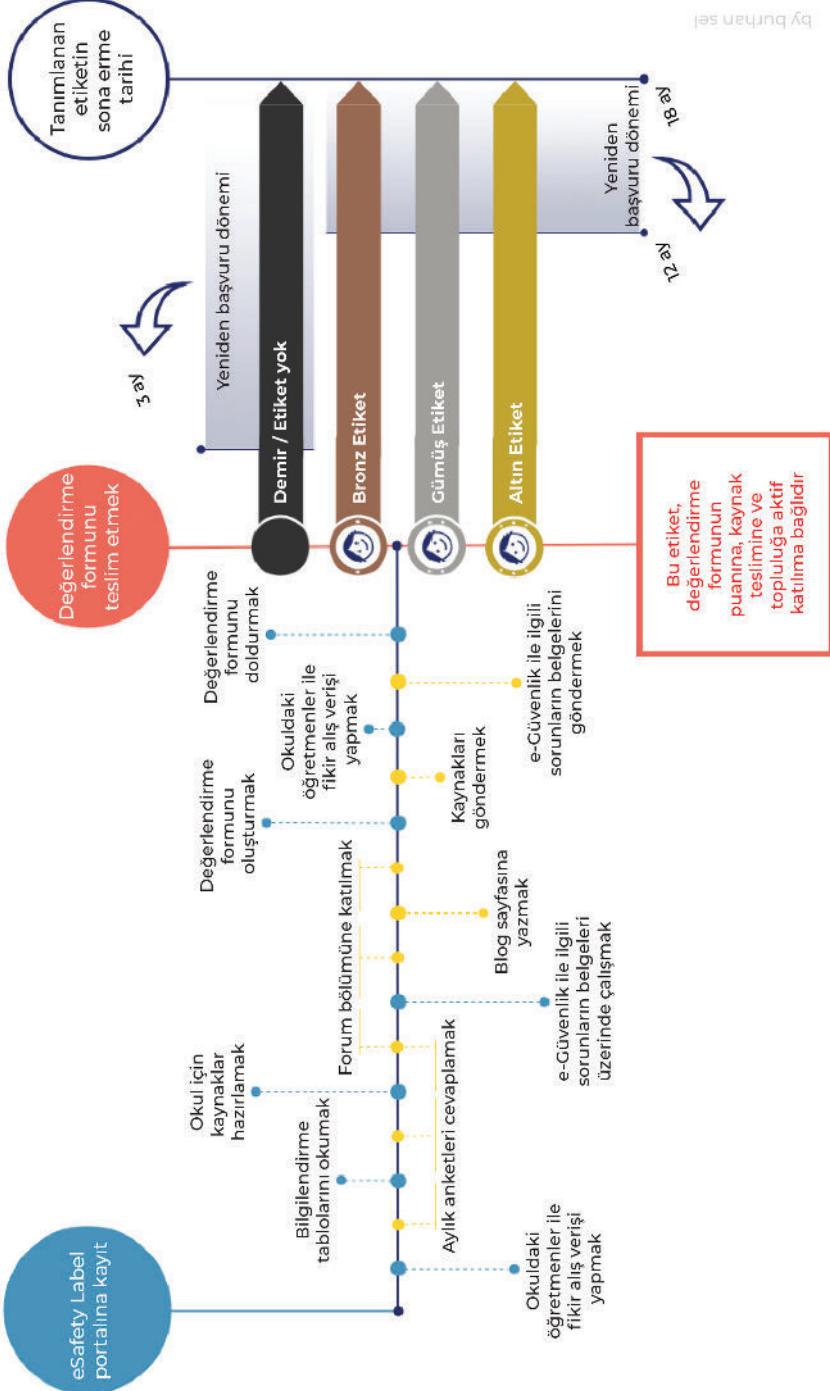 eSafety Label
portalına kayıt
Okuldaki
öğretmenler ile
fikir alış verişi
yapmak
Bilgilendirme
tablolarını okumak
Aylık anketleri cevaplamak
Okul için
kaynaklar
hazırlamak
Forum bölümüne katılmak
e-Güvenlik ile ilgili
sorunların belgeleri
üzerinde çalışmak
Blog sayfasına
yazmak
Değerlendirme
formunu
oluşturmak
Kaynakları
göndermek
Okuldaki
öğretmenler ile
fikir alış verişi
yapmak
e-Güvenlik ile ilgili
sorunların belgelerini
göndermek
Değerlendirme
formunu
doldurmak
Değerlendirme
formunu
teslim etmek
Demir / Etiket yok
Bronz Etiket
Gümüş Etiket
Altın Etiket
Bu etiket,
değerlendirme
formunun
puanına, kaynak
teslimine ve
topluluğa aktif
katılıma bağlıdır
3 ay
Yeniden başvuru dönemi
12 ay
Yeniden
başvuru dönemi
18 ay
Tanımlanan
etiketin
sona erme
tarihi
by burhan sel